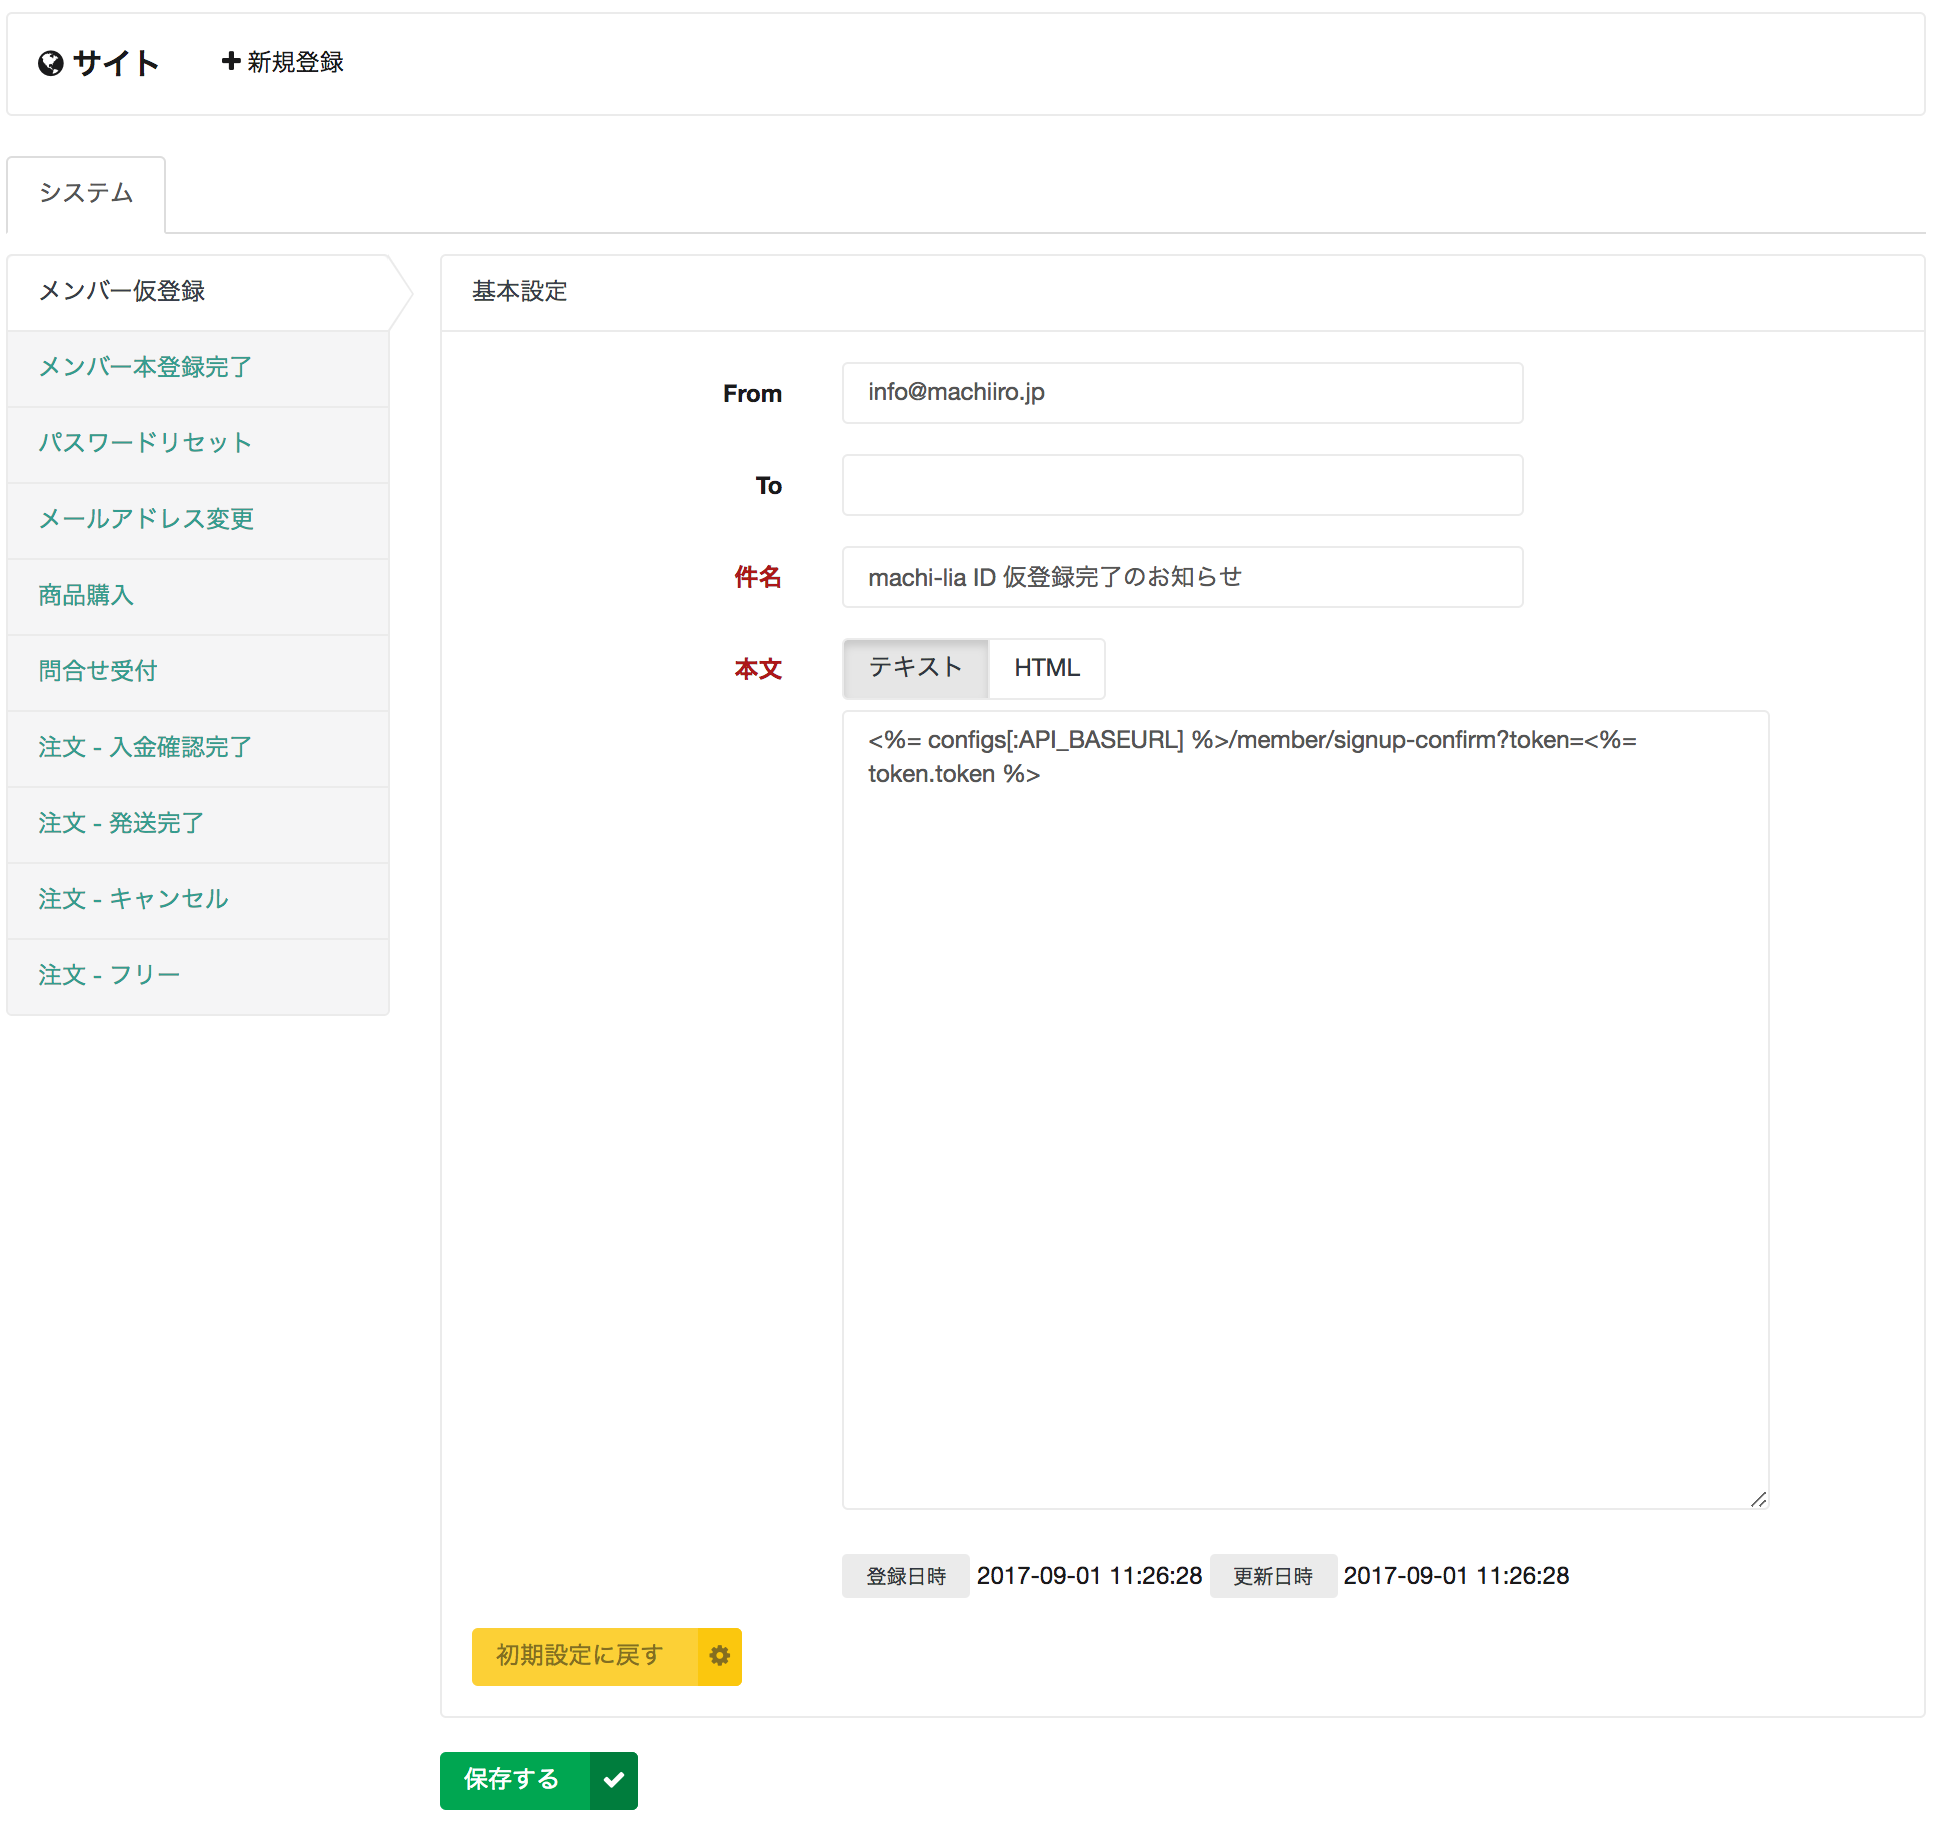 サイト
新規登録
システム
メンバー仮登録
メンバー本登録完了
パスワードリセット
メールアドレス変更
商品購入
問合せ受付
注文 - 入金確認完了
注文 - 発送完了
注文 - キャンセル
注文 - フリー
基本設定
From info@machiiro.jp
To
件名 machi-lia ID 仮登録完了のお知らせ
本文 テキスト HTML
<%= configs[:API_BASEURL] %>/member/signup-confirm?token=<%=
token.token %>
登録日時 2017-09-01 11:26:28 更新日時 2017-09-01 11:26:28
初期設定に戻す
保存する